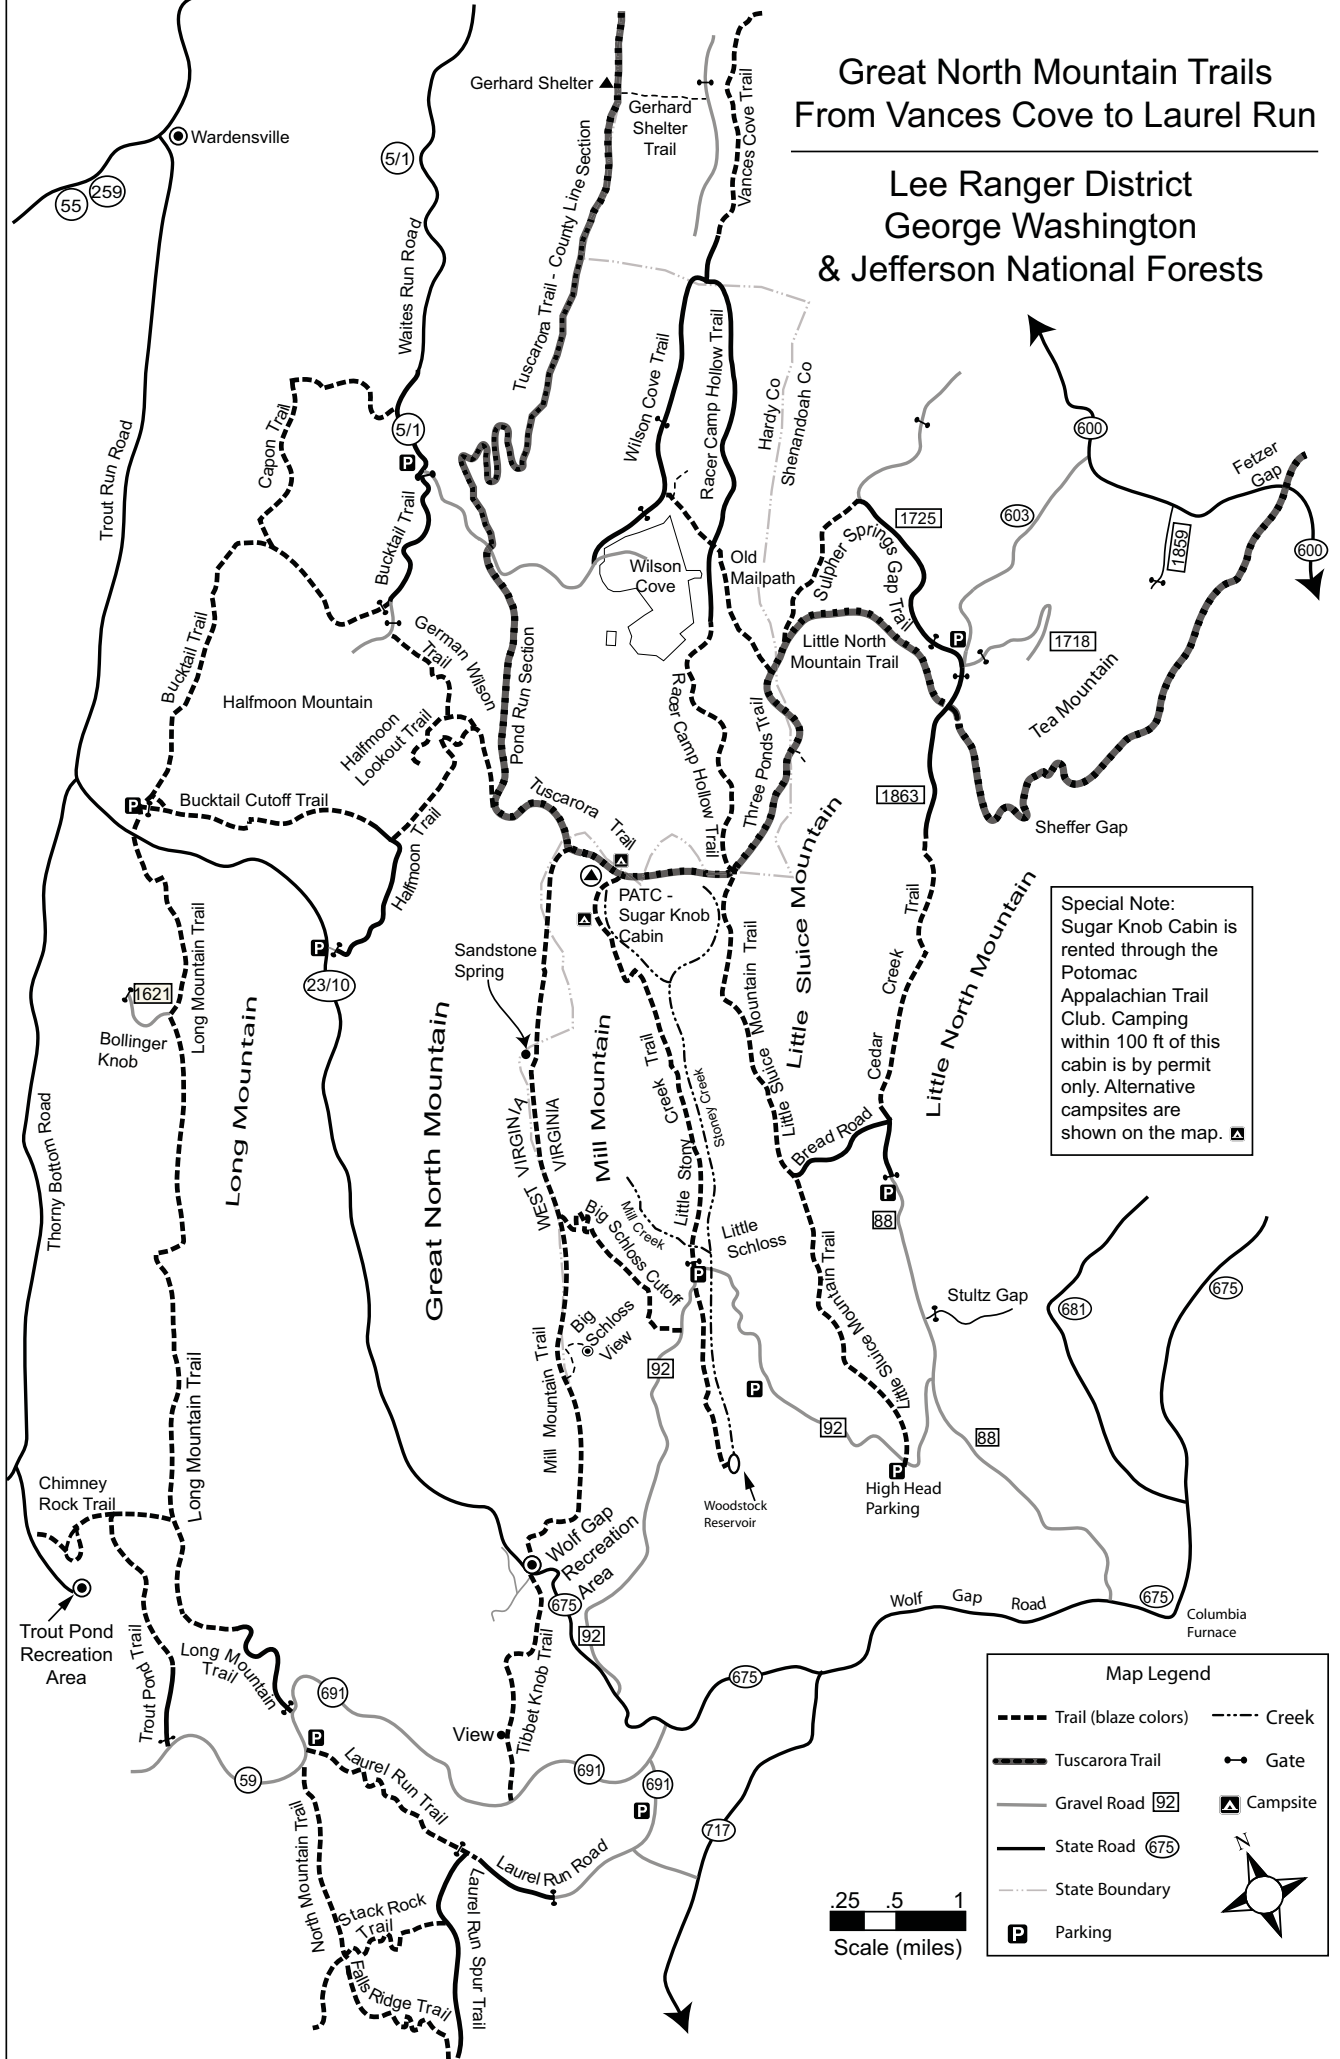 Great North Mountain Trails
From Vances Cove to Laurel Run
Lee Ranger District
George Washington
& Jefferson National Forests
Gerhard Shelter
Gerhard
Shelter
Trail
Vances Cove Trail
Wardensville
5/1
55
259
Waites Run Road
Tuscarora Trail - County Line Section
Wilson Cove Trail
Racer Camp Hollow Trail
Hardy Co
Shenandoah Co
Trout Run Road
Capon Trail
5/1
P
Bucktail Trail
600
Fetzer
Gap
603
1725
1859
600
Wilson
Cove
Old
Mailpath
Sulpher Springs Gap Trail
P
1718
Little North
Mountain Trail
Tea Mountain
Bucktail Trail
German Wilson
Trail
Pond Run Section
Halfmoon Mountain
Halfmoon
Lookout Trail
Racer Camp Hollow Trail
Three Ponds Trail
P
Bucktail Cutoff Trail
Halfmoon Trail
Tuscarora
Trail
1863
Sheffer Gap
Little Sluice Mountain
PATC -
Sugar Knob
Cabin
Long Mountain Trail
P
23/10
Sandstone
Spring
1621
Bollinger
Knob
Long Mountain
Great North Mountain
Mill Mountain
Little Sluice Mountain Trail
Cedar
Creek
Trail
Little North Mountain
Special Note:
Sugar Knob Cabin is
rented through the
Potomac
Appalachian Trail
Club. Camping
within 100 ft of this
cabin is by permit
only. Alternative
campsites are
shown on the map.
Thorny Bottom Road
WEST VIRGINIA
VIRGINIA
Little Stony
Creek
Trail
Stoney Creek
Bread Road
P
88
Big Schloss Cutoff
Mill Creek
Little
Schloss
P
Little Sluice Mountain Trail
Little Sluice Mountain Trail
Stultz Gap
681
675
Big
Schloss
View
Mill Mountain Trail
92
P
92
88
Long Mountain Trail
Chimney
Rock Trail
P
High Head
Parking
Woodstock
Reservoir
Wolf Gap
Recreation
Area
675
92
Wolf
Gap
Road
675
Columbia
Furnace
Trout Pond
Recreation
Area
Trout Pond Trail
Long Mountain
Trail
691
Tibbet Knob Trail
View
675
691
691
P
P
59
Laurel Run Trail
North Mountain Trail
717
Laurel Run Road
Stack Rock
Trail
Laurel Run Spur Trail
Falls Ridge Trail
.25
.5
1
Scale (miles)
Map Legend
Trail (blaze colors)
Creek
Tuscarora Trail
Gate
Gravel Road
92
Campsite
State Road
675
N
State Boundary
P
Parking